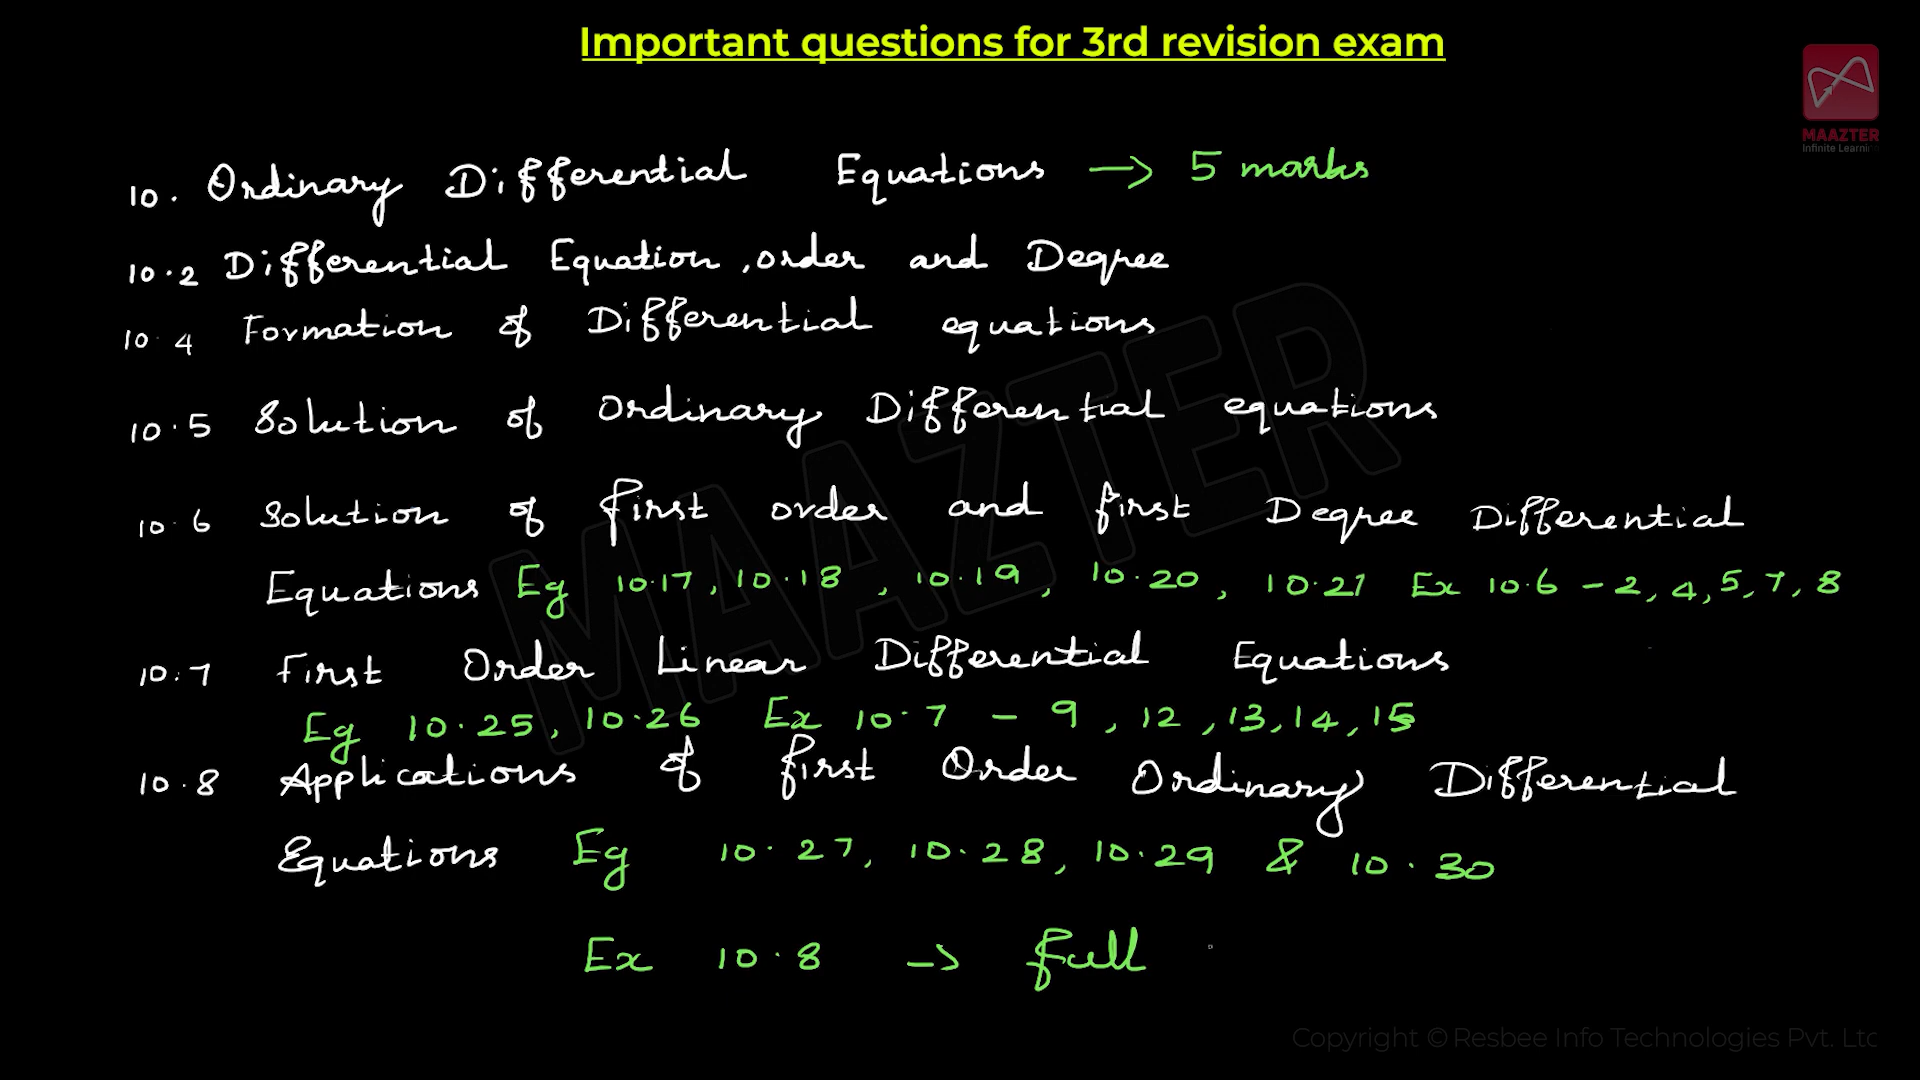 Important questions for 3rd revision exam
MAAZTER
Infinite Learnin
10. Ordinary Differential Equations → 5 marks
10.2 Differential Equation, order and Degree
10.4 Formation of Differential equations
10.5 Solution of Ordinary Differential equations
10.6 Solution of first order and first Degree Differential
Equations Eg 10.17, 10.18, 10.19, 10.20, 10.21 Ex 10.6 - 2, 4, 5, 7, 8
10.7 First Order Linear Differential Equations
Eg 10.25, 10.26 Ex 10.7 - 9, 12, 13, 14, 15
10.8 Applications of first Order Ordinary Differential
Equations Eg 10.27, 10.28, 10.29 & 10.30
Ex 10.8 → full
MAAZTER
Copyright © Resbee Info Technologies Pvt. Ltc